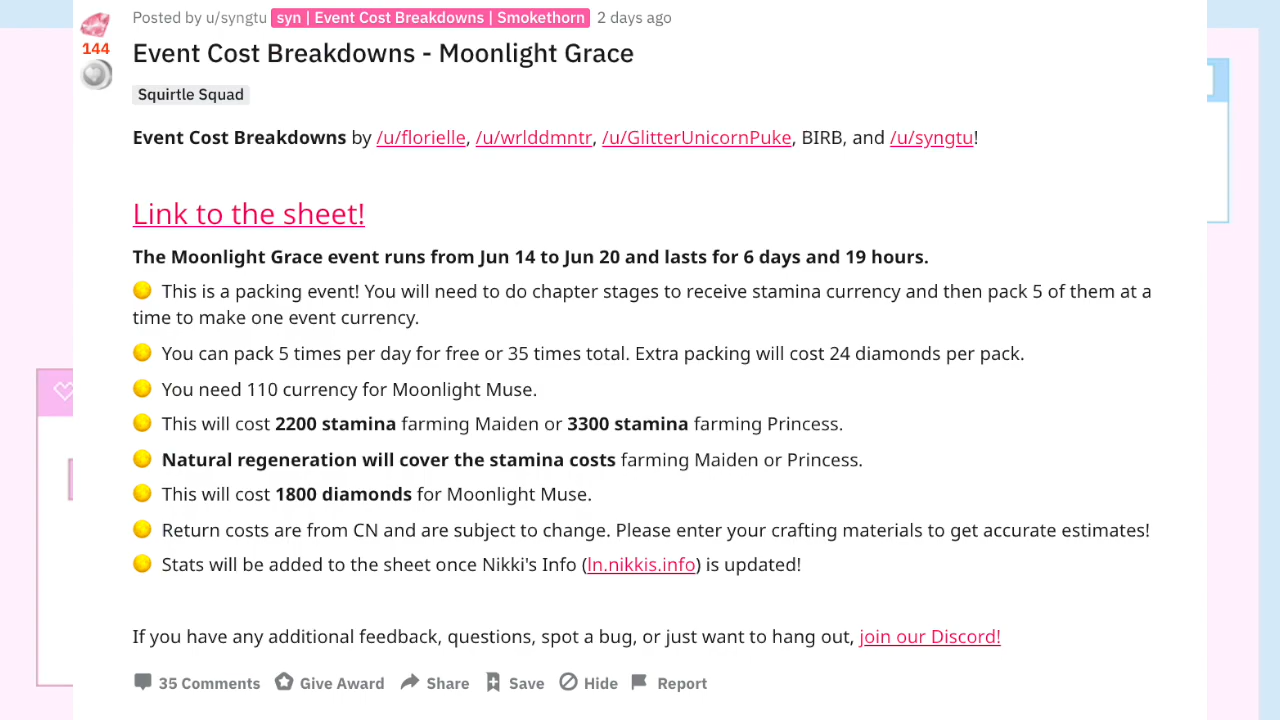 Posted by u/syngtu syn | Event Cost Breakdowns | Smokethorn 2 days ago
144
Event Cost Breakdowns - Moonlight Grace
Squirtle Squad
Event Cost Breakdowns by /u/florielle, /u/wrlddmntr, /u/GlitterUnicornPuke, BIRB, and /u/syngtu!
Link to the sheet!
The Moonlight Grace event runs from Jun 14 to Jun 20 and lasts for 6 days and 19 hours.
This is a packing event! You will need to do chapter stages to receive stamina currency and then pack 5 of them at a
time to make one event currency.
You can pack 5 times per day for free or 35 times total. Extra packing will cost 24 diamonds per pack.
You need 110 currency for Moonlight Muse.
This will cost 2200 stamina farming Maiden or 3300 stamina farming Princess.
Natural regeneration will cover the stamina costs farming Maiden or Princess.
This will cost 1800 diamonds for Moonlight Muse.
Return costs are from CN and are subject to change. Please enter your crafting materials to get accurate estimates!
Stats will be added to the sheet once Nikki's Info (ln.nikkis.info) is updated!
If you have any additional feedback, questions, spot a bug, or just want to hang out, join our Discord!
35 Comments Give Award Share Save Hide Report